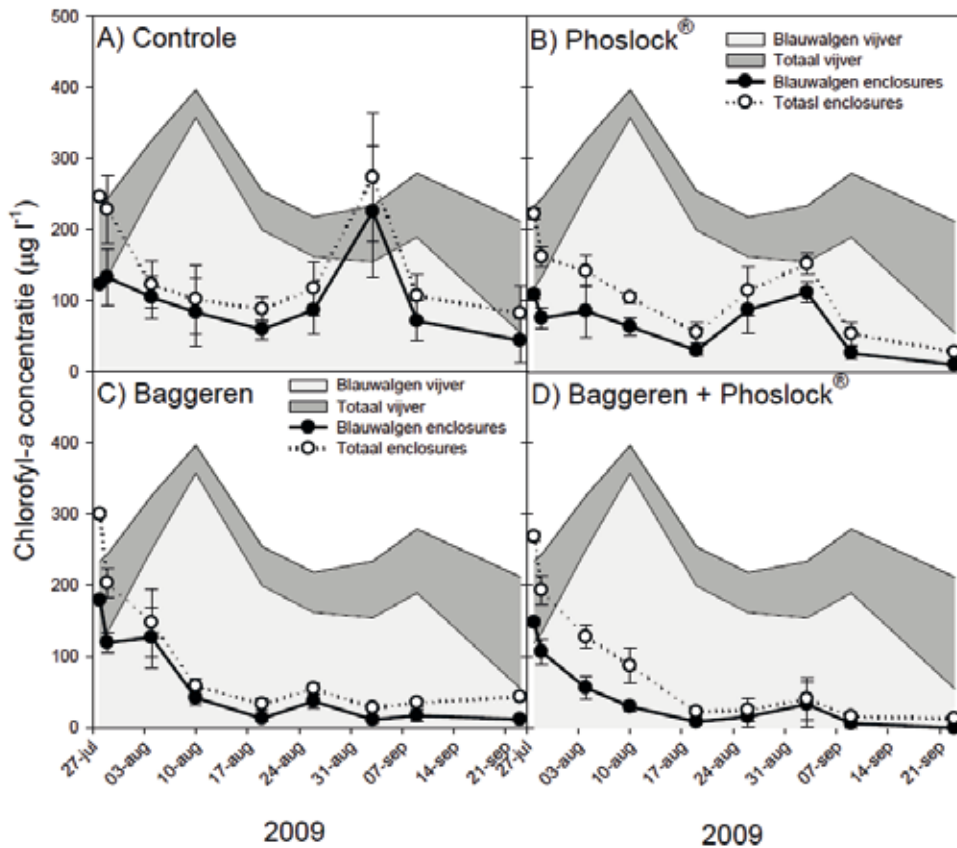 500
400
300
200
100
0
A) Controle
B) Phoslock®
Blauwalgen vijver
Totaal vijver
Blauwalgen enclosures
Totasl enclosures
400
300
200
100
0
C) Baggeren
Blauwalgen vijver
Totaal vijver
Blauwalgen enclosures
Totaal enclosures
D) Baggeren + Phoslock®
Chlorofyl-a concentratie (µg l-1)
27-jul
03-aug
10-aug
17-aug
24-aug
31-aug
07-sep
14-sep
21-sep
27-jul
03-aug
10-aug
17-aug
24-aug
31-aug
07-sep
14-sep
21-sep
2009
2009